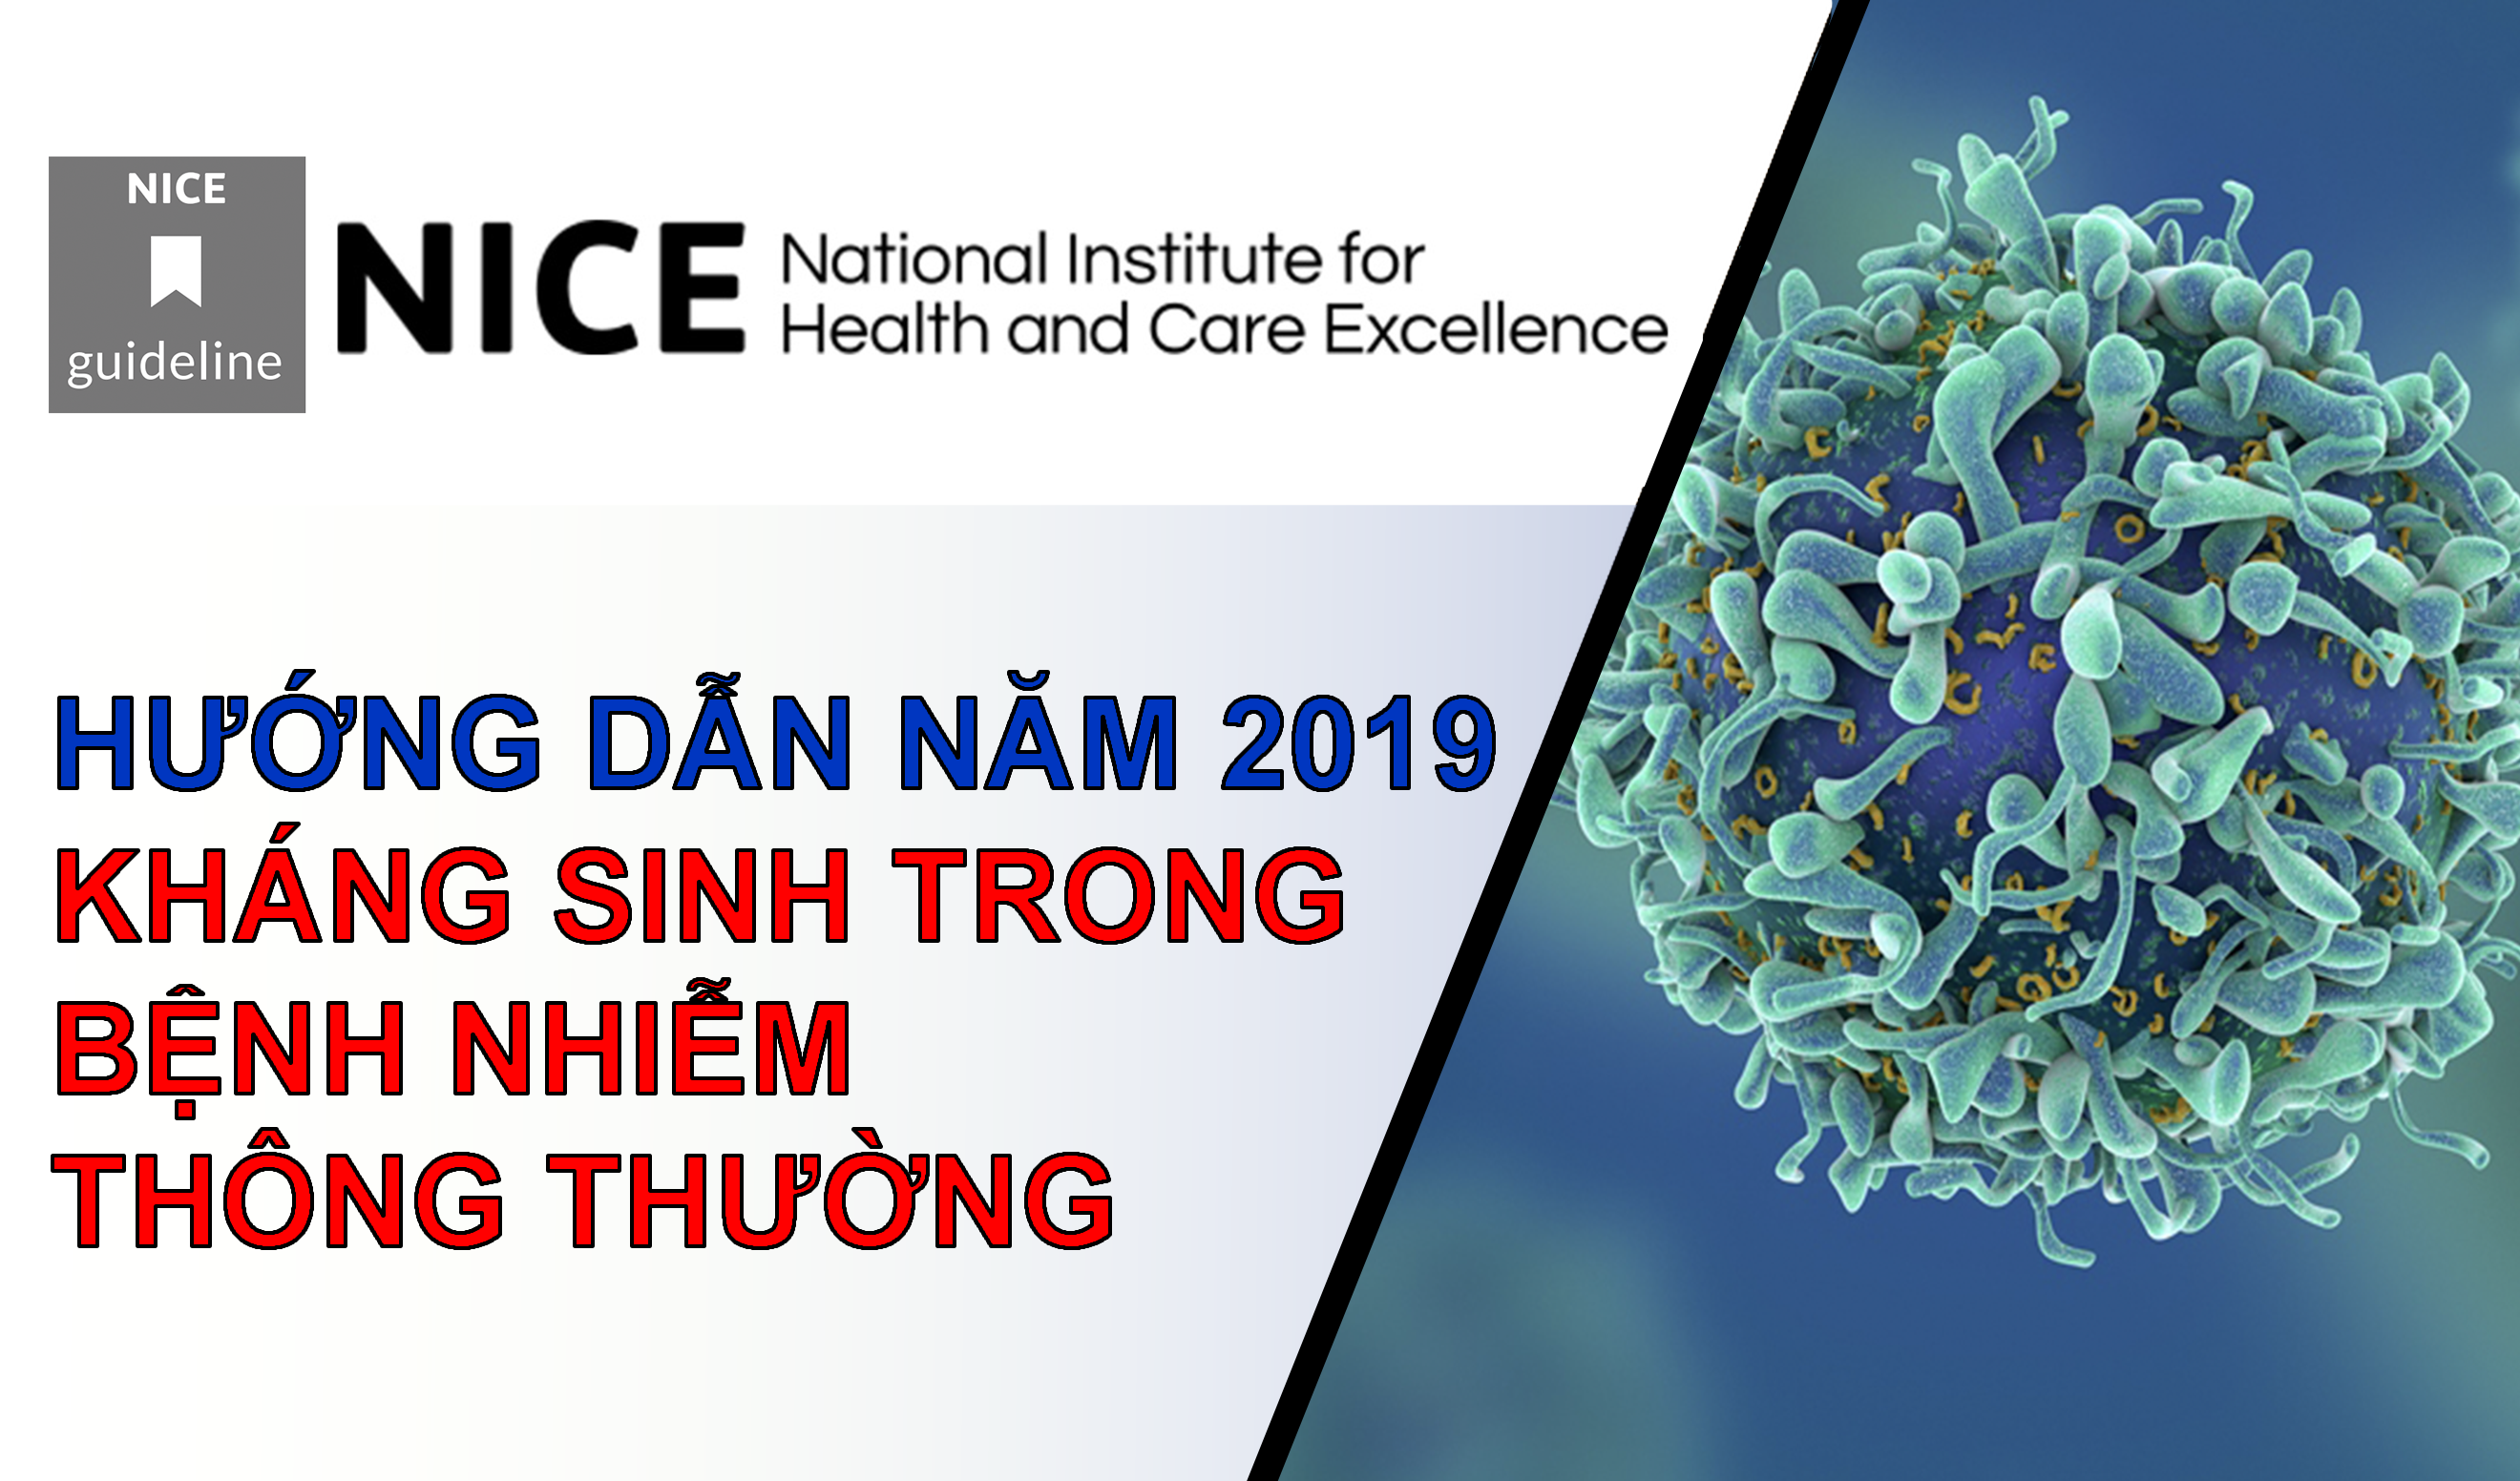 NICE
guideline
NICE
National Institute for
Health and Care Excellence
HƯỚNG DẪN NĂM 2019
KHÁNG SINH TRONG
BỆNH NHIỄM
THÔNG THƯỜNG